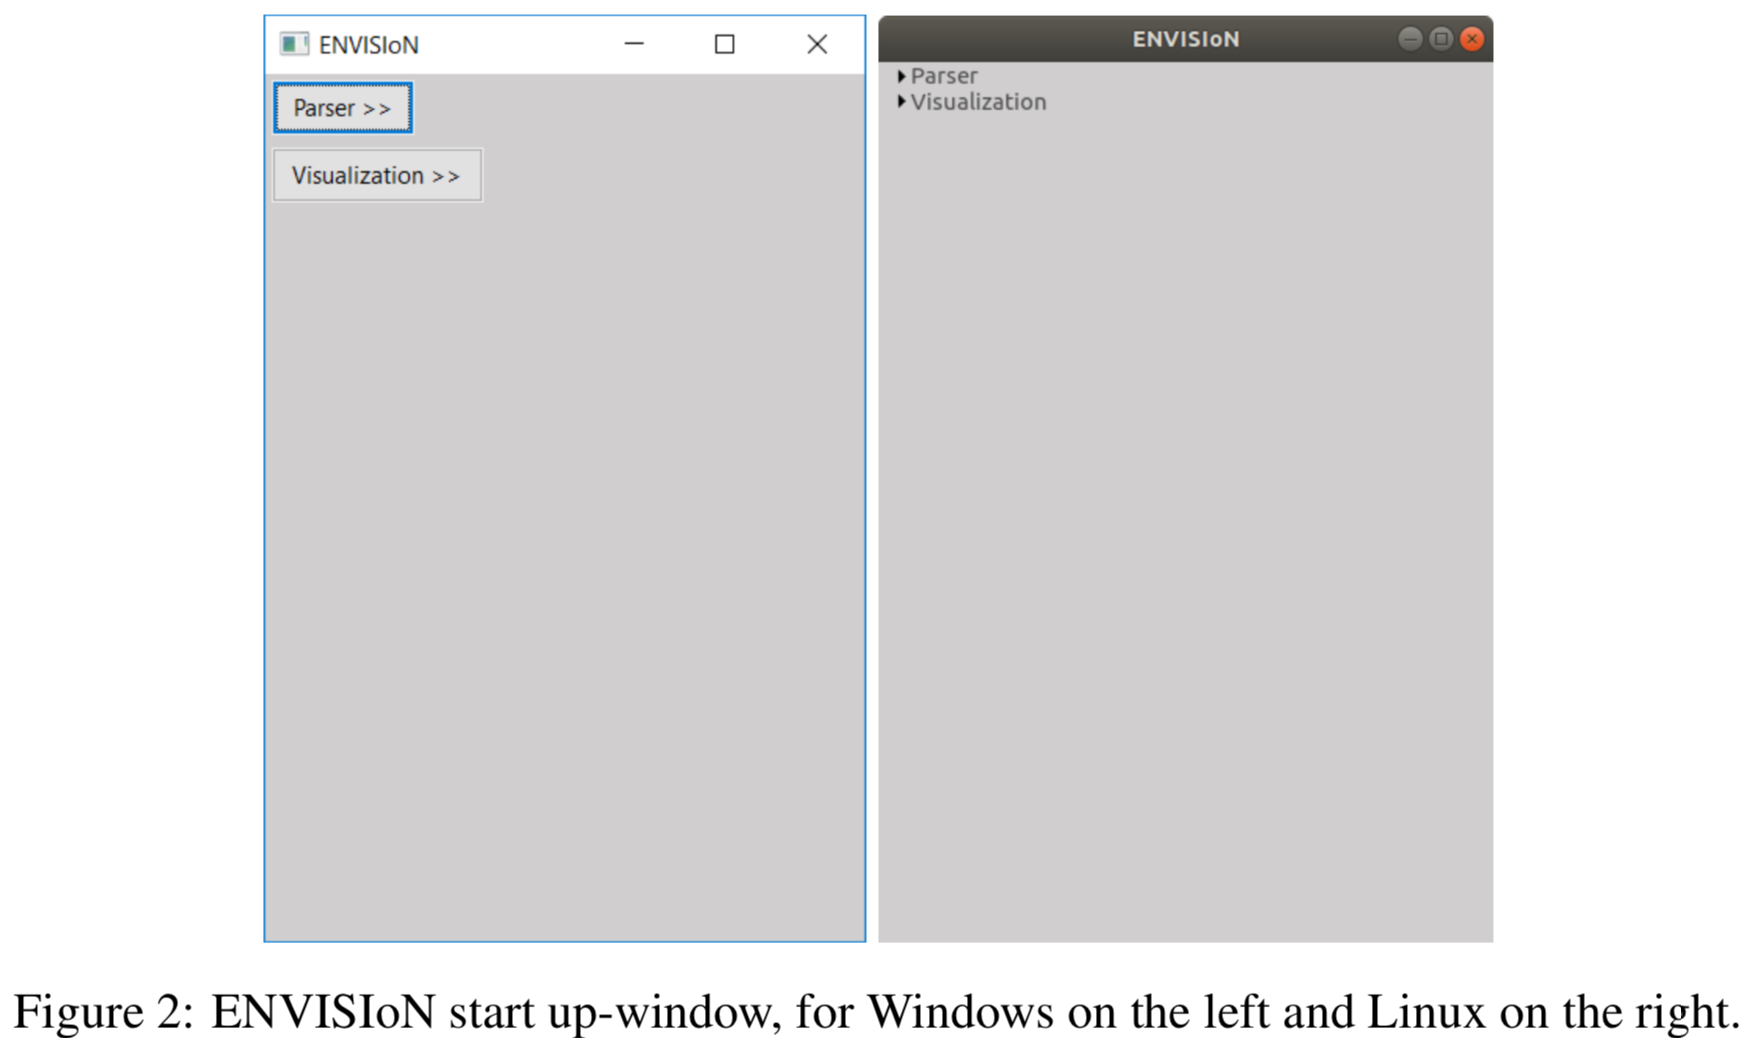 ENVISIoN
Parser >>
Visualization >>
ENVISIoN
Parser
Visualization
Figure 2: ENVISIoN start up-window, for Windows on the left and Linux on the right.